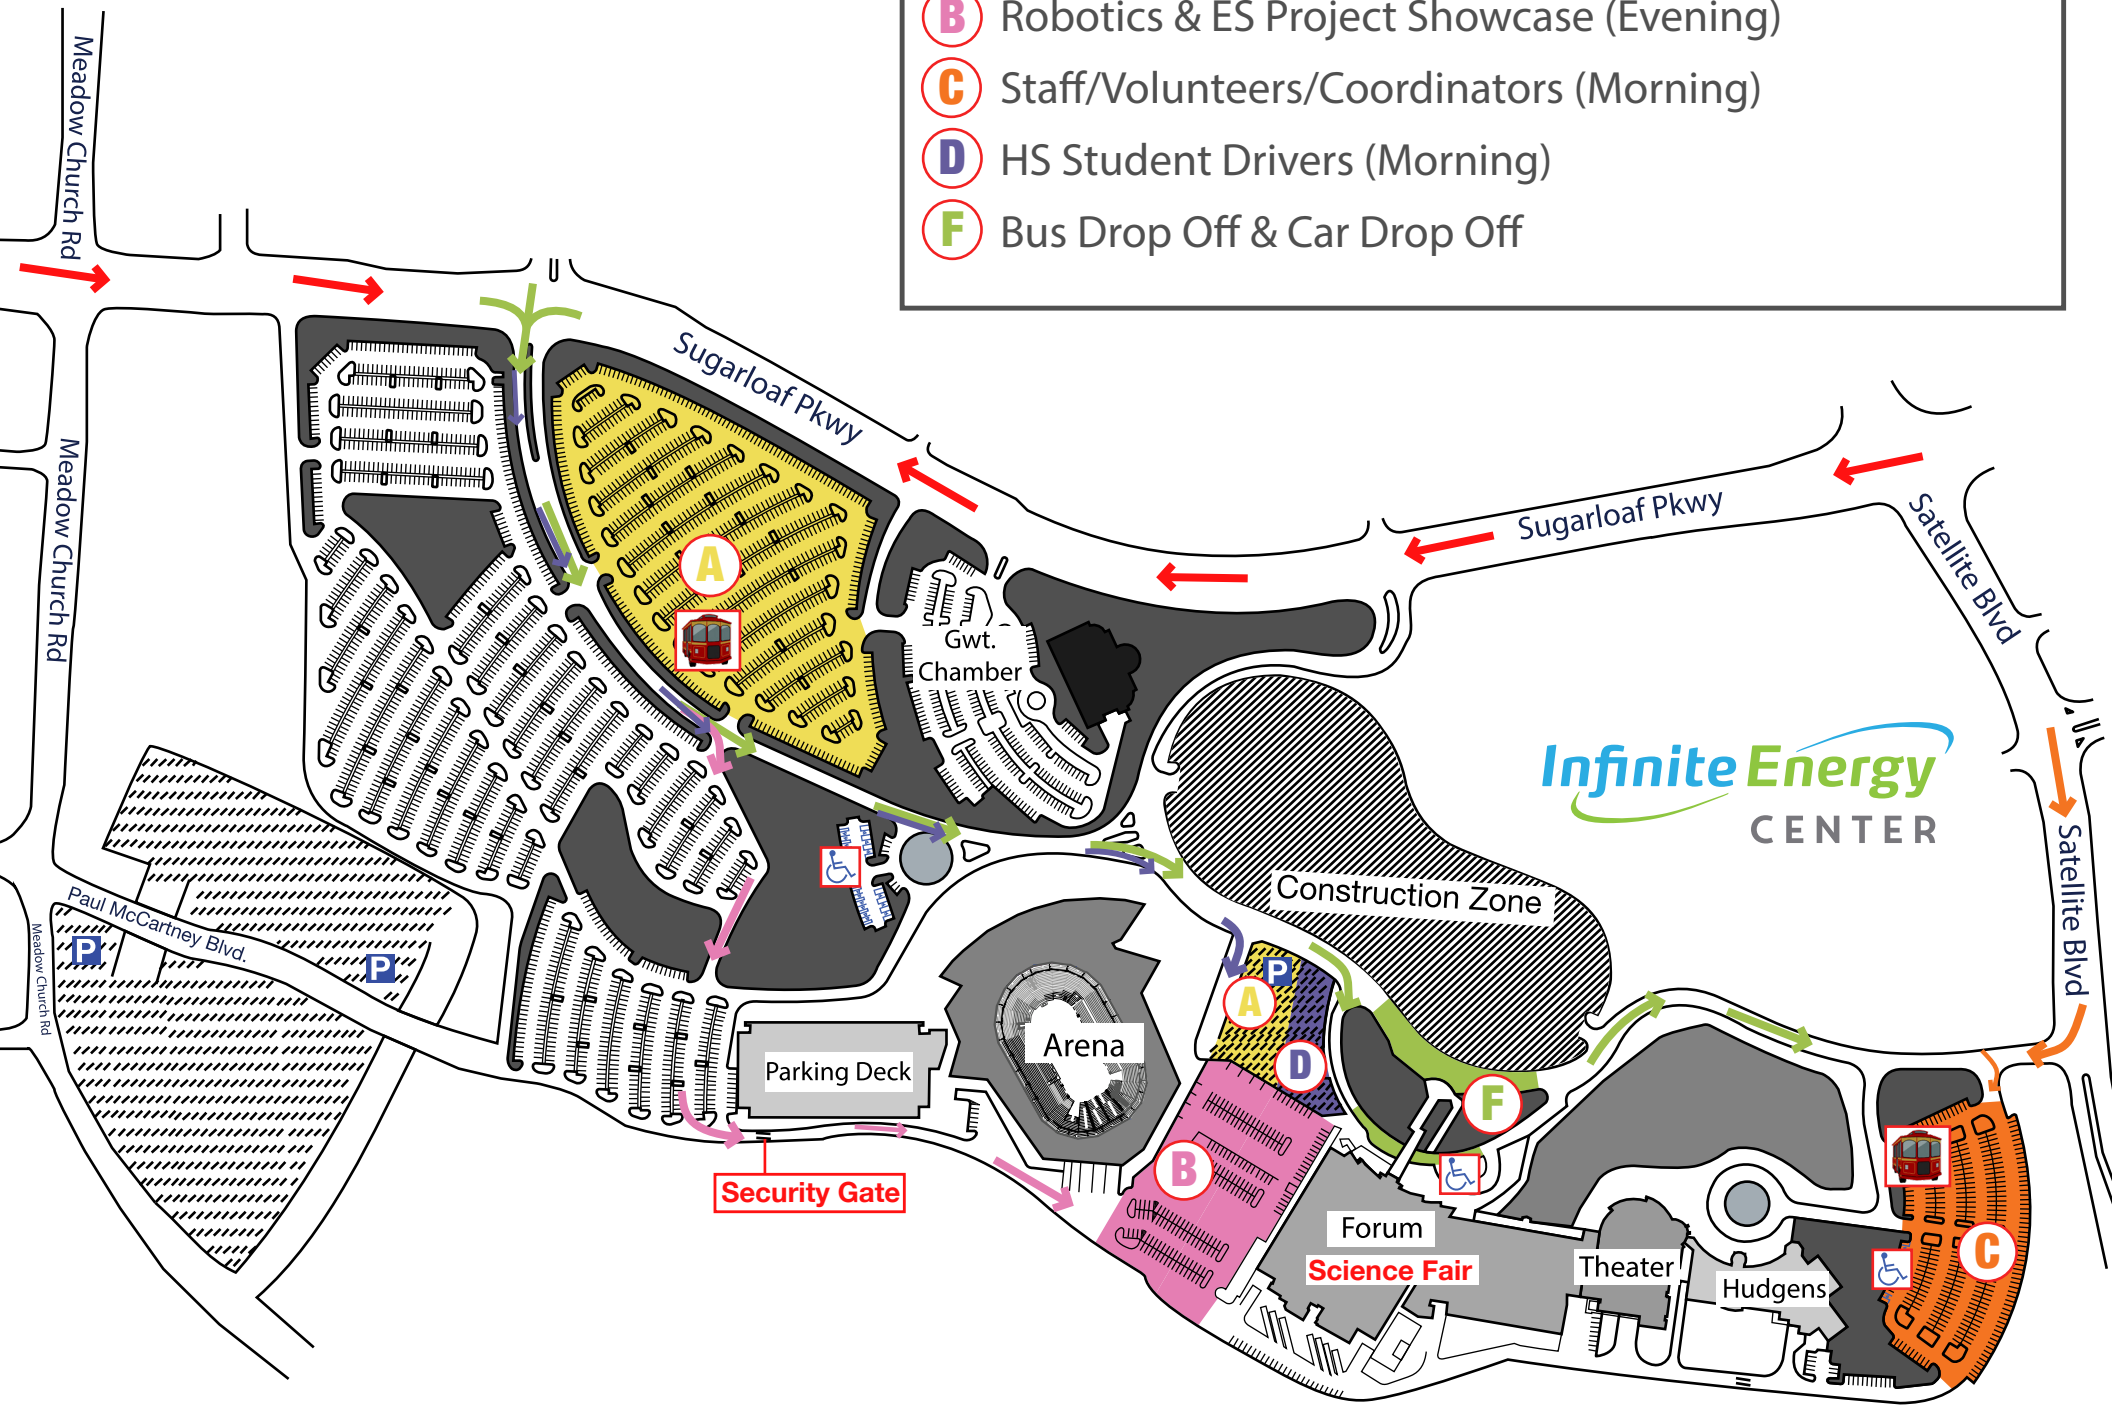 B Robotics & ES Project Showcase (Evening)
C Staff/Volunteers/Coordinators (Morning)
D HS Student Drivers (Morning)
F Bus Drop Off & Car Drop Off
Meadow Church Rd
Sugarloaf Pkwy
Sugarloaf Pkwy
Satellite Blvd
Meadow Church Rd
A
Gwt.
Chamber
Infinite Energy
CENTER
Satellite Blvd
Construction Zone
Paul McCartney Blvd.
Meadow Church Rd
P
P
P
A
Arena
Parking Deck
D
F
B
Security Gate
Forum
Science Fair
Theater
Hudgens
C